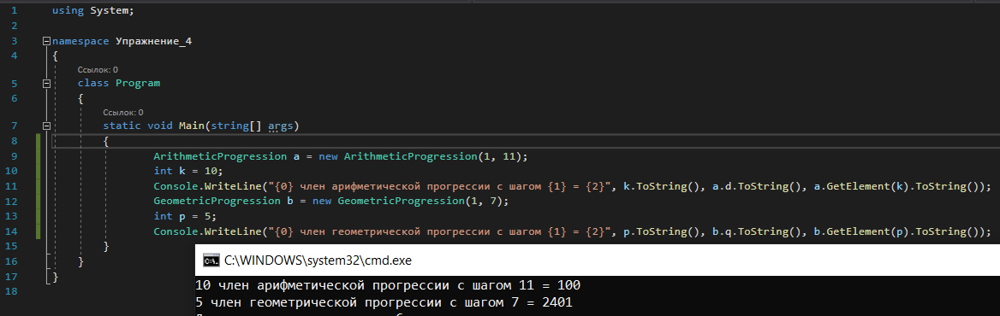 1 using System;
2
3 namespace Упражнение_4
4 {
Ссылок: 0
5 class Program
6 {
Ссылок: 0
7 static void Main(string[] args)
8 {
9 ArithmeticProgression a = new ArithmeticProgression(1, 11);
10 int k = 10;
11 Console.WriteLine("{0} член арифметической прогрессии с шагом {1} = {2}", k.ToString(), a.d.ToString(), a.GetElement(k).ToString());
12 GeometricProgression b = new GeometricProgression(1, 7);
13 int p = 5;
14 Console.WriteLine("{0} член геометрической прогрессии с шагом {1} = {2}", p.ToString(), b.q.ToString(), b.GetElement(p).ToString());
15 }
16 }
17 }
18
C:\WINDOWS\system32\cmd.exe
10 член арифметической прогрессии с шагом 11 = 100
5 член геометрической прогрессии с шагом 7 = 2401